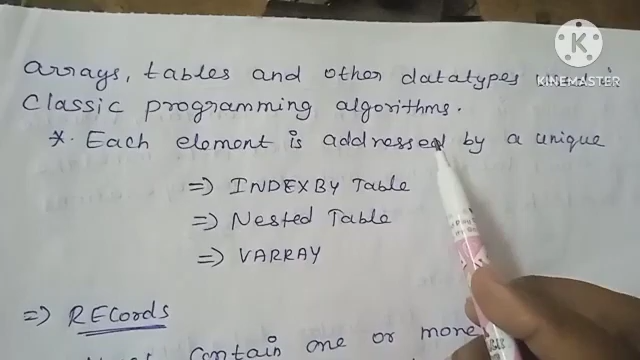 arrays, tables and other datatypes used i
Classic programming algorithms.
*. Each element is addressed by a unique
=) INDEXBY Table
=) Nested Table
=) VARRAY
=) RECords
contain one or more
KINEMASTER